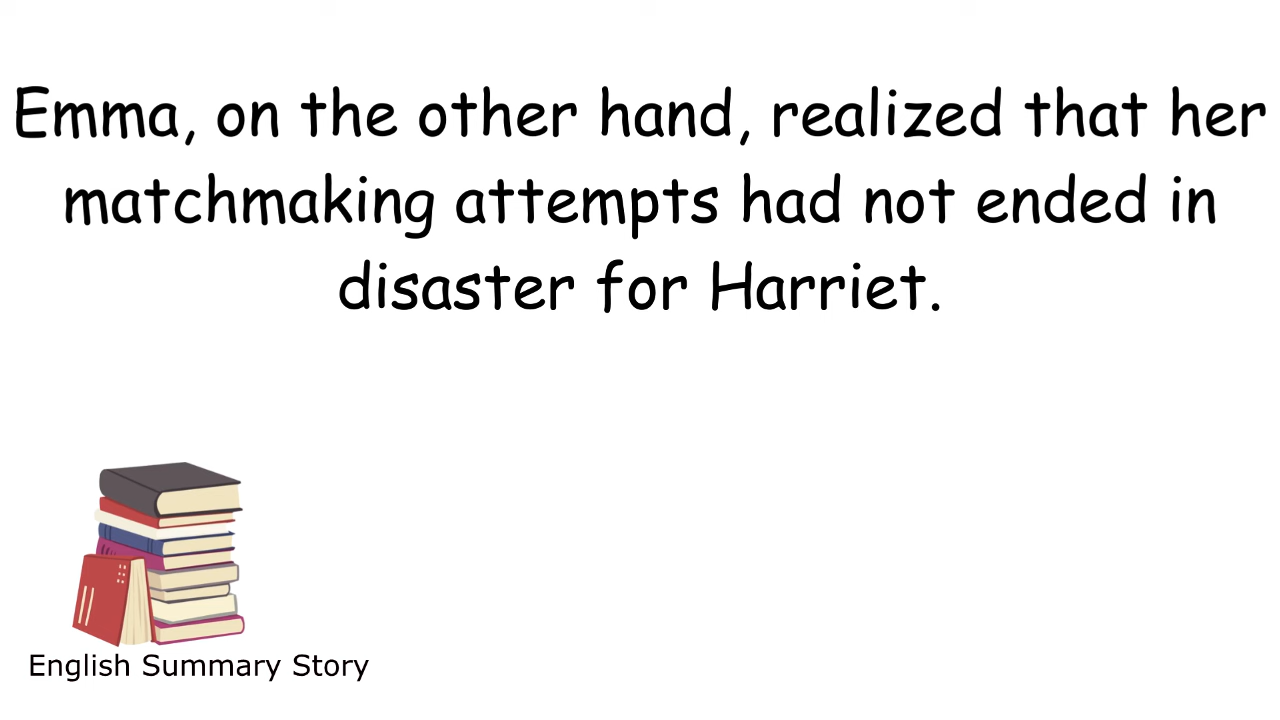 Emma, on the other hand, realized that her
matchmaking attempts had not ended in
disaster for Harriet.
English Summary Story